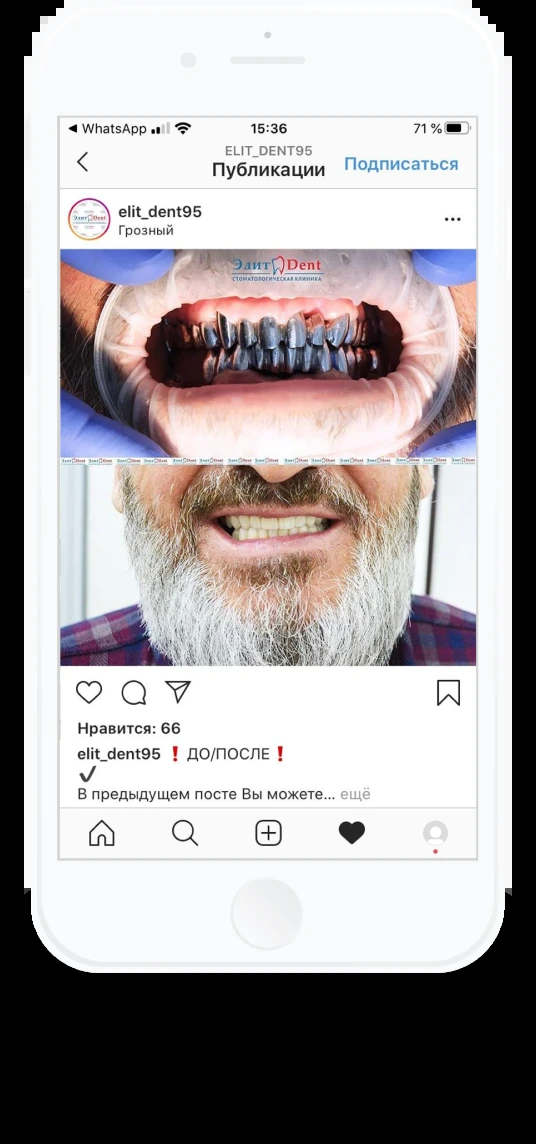 WhatsApp 15:36 71 %
ELIT_DENT95
Публикации
Подписаться
elit_dent95
Грозный
Элит Dent
СТОМАТОЛОГИЧЕСКАЯ КЛИНИКА
Нравится: 66
elit_dent95 ❗ ДО/ПОСЛЕ ❗
✔
В предыдущем посте Вы можете... ещё